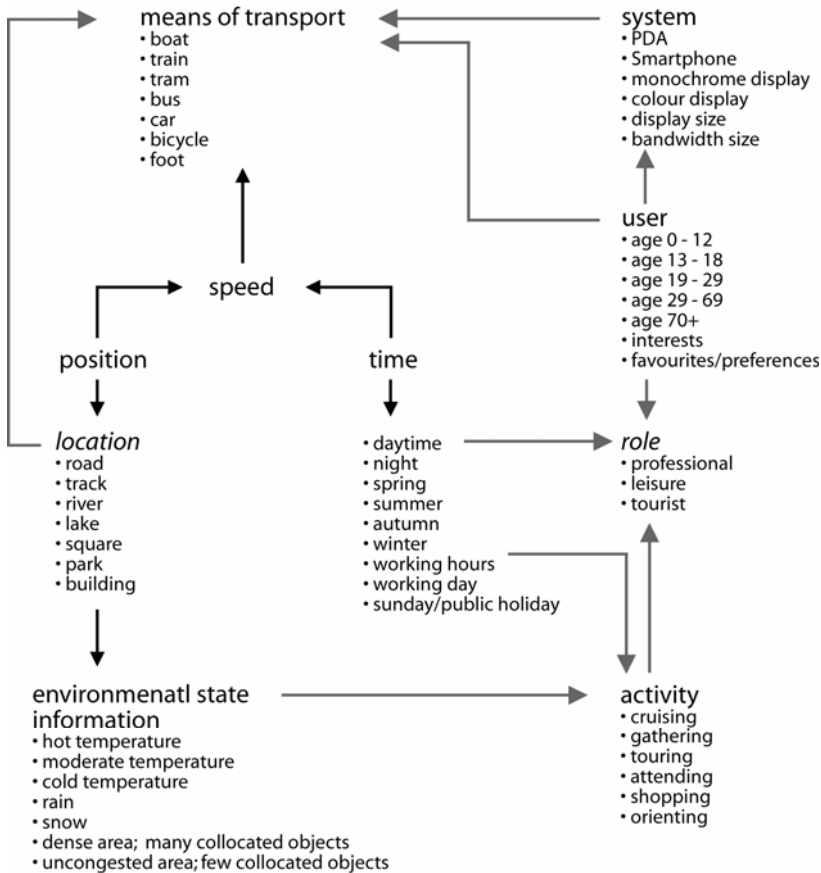 means of transport
• boat
• train
• tram
• bus
• car
• bicycle
• foot
system
• PDA
• Smartphone
• monochrome display
• colour display
• display size
• bandwidth size
user
• age 0 - 12
• age 13 - 18
• age 19 - 29
• age 29 - 69
• age 70+
• interests
• favourites/preferences
speed
position
time
location
• road
• track
• river
• lake
• square
• park
• building
• daytime
• night
• spring
• summer
• autumn
• winter
• working hours
• working day
• sunday/public holiday
role
• professional
• leisure
• tourist
environmenatl state
information
• hot temperature
• moderate temperature
• cold temperature
• rain
• snow
• dense area; many collocated objects
• uncongested area; few collocated objects
activity
• cruising
• gathering
• touring
• attending
• shopping
• orienting